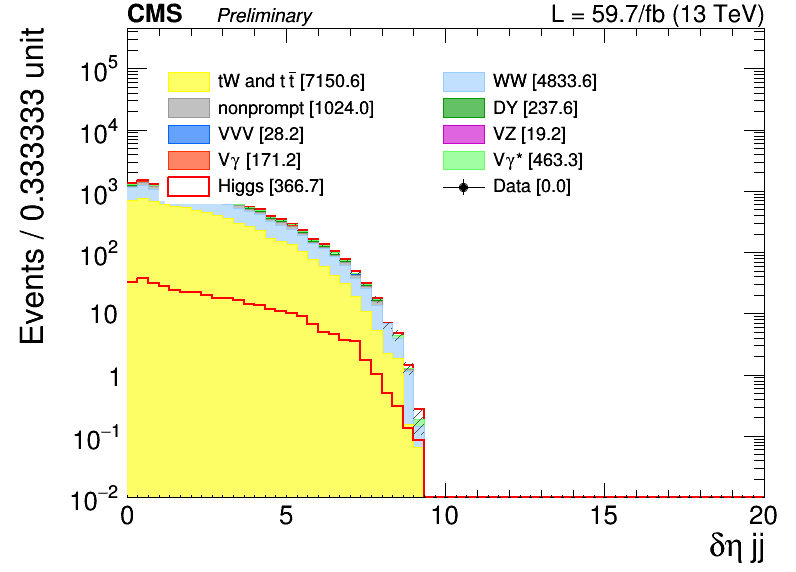 CMS Preliminary L = 59.7/fb (13 TeV)
Events / 0.333333 unit
tW and t t̅ [7150.6]
nonprompt [1024.0]
VVV [28.2]
Vγ [171.2]
Higgs [366.7]
WW [4833.6]
DY [237.6]
VZ [19.2]
Vγ* [463.3]
Data [0.0]
10⁵
10⁴
10³
10²
10
1
10⁻¹
10⁻²
0 5 10 15 20
δη jj